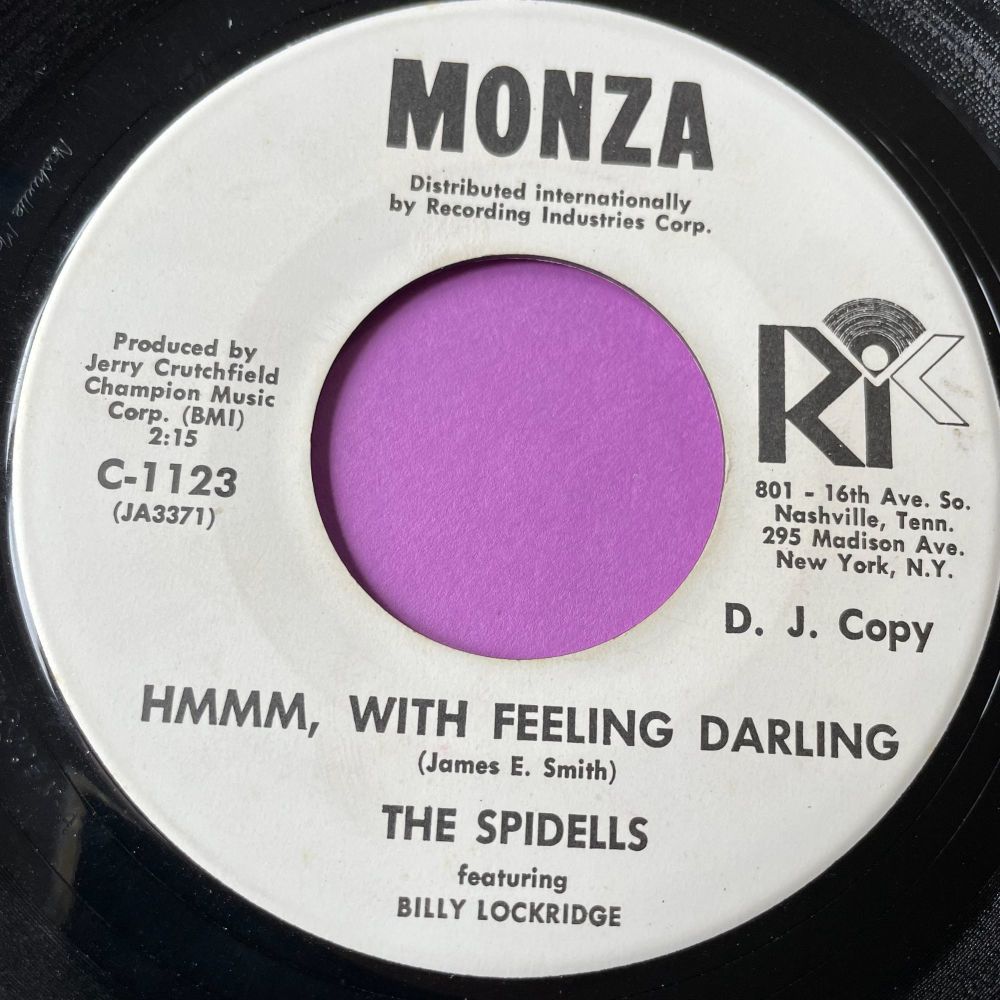 MONZA
Distributed internationally
by Recording Industries Corp.
Produced by
Jerry Crutchfield
Champion Music
Corp. (BMI)
2:15
C-1123
(JA3371)
RIC
801 - 16th Ave. So.
Nashville, Tenn.
295 Madison Ave.
New York, N.Y.
D. J. Copy
HMMM, WITH FEELING DARLING
(James E. Smith)
THE SPIDELLS
featuring
BILLY LOCKRIDGE
Nashville